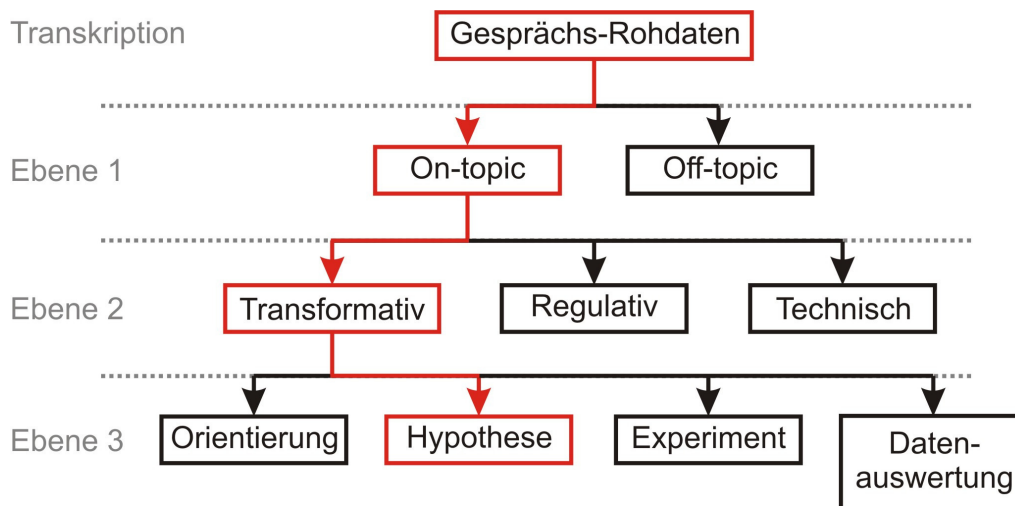 Transkription
Gesprächs-Rohdaten
Ebene 1
On-topic
Off-topic
Ebene 2
Transformativ
Regulativ
Technisch
Ebene 3
Orientierung
Hypothese
Experiment
Daten-
auswertung